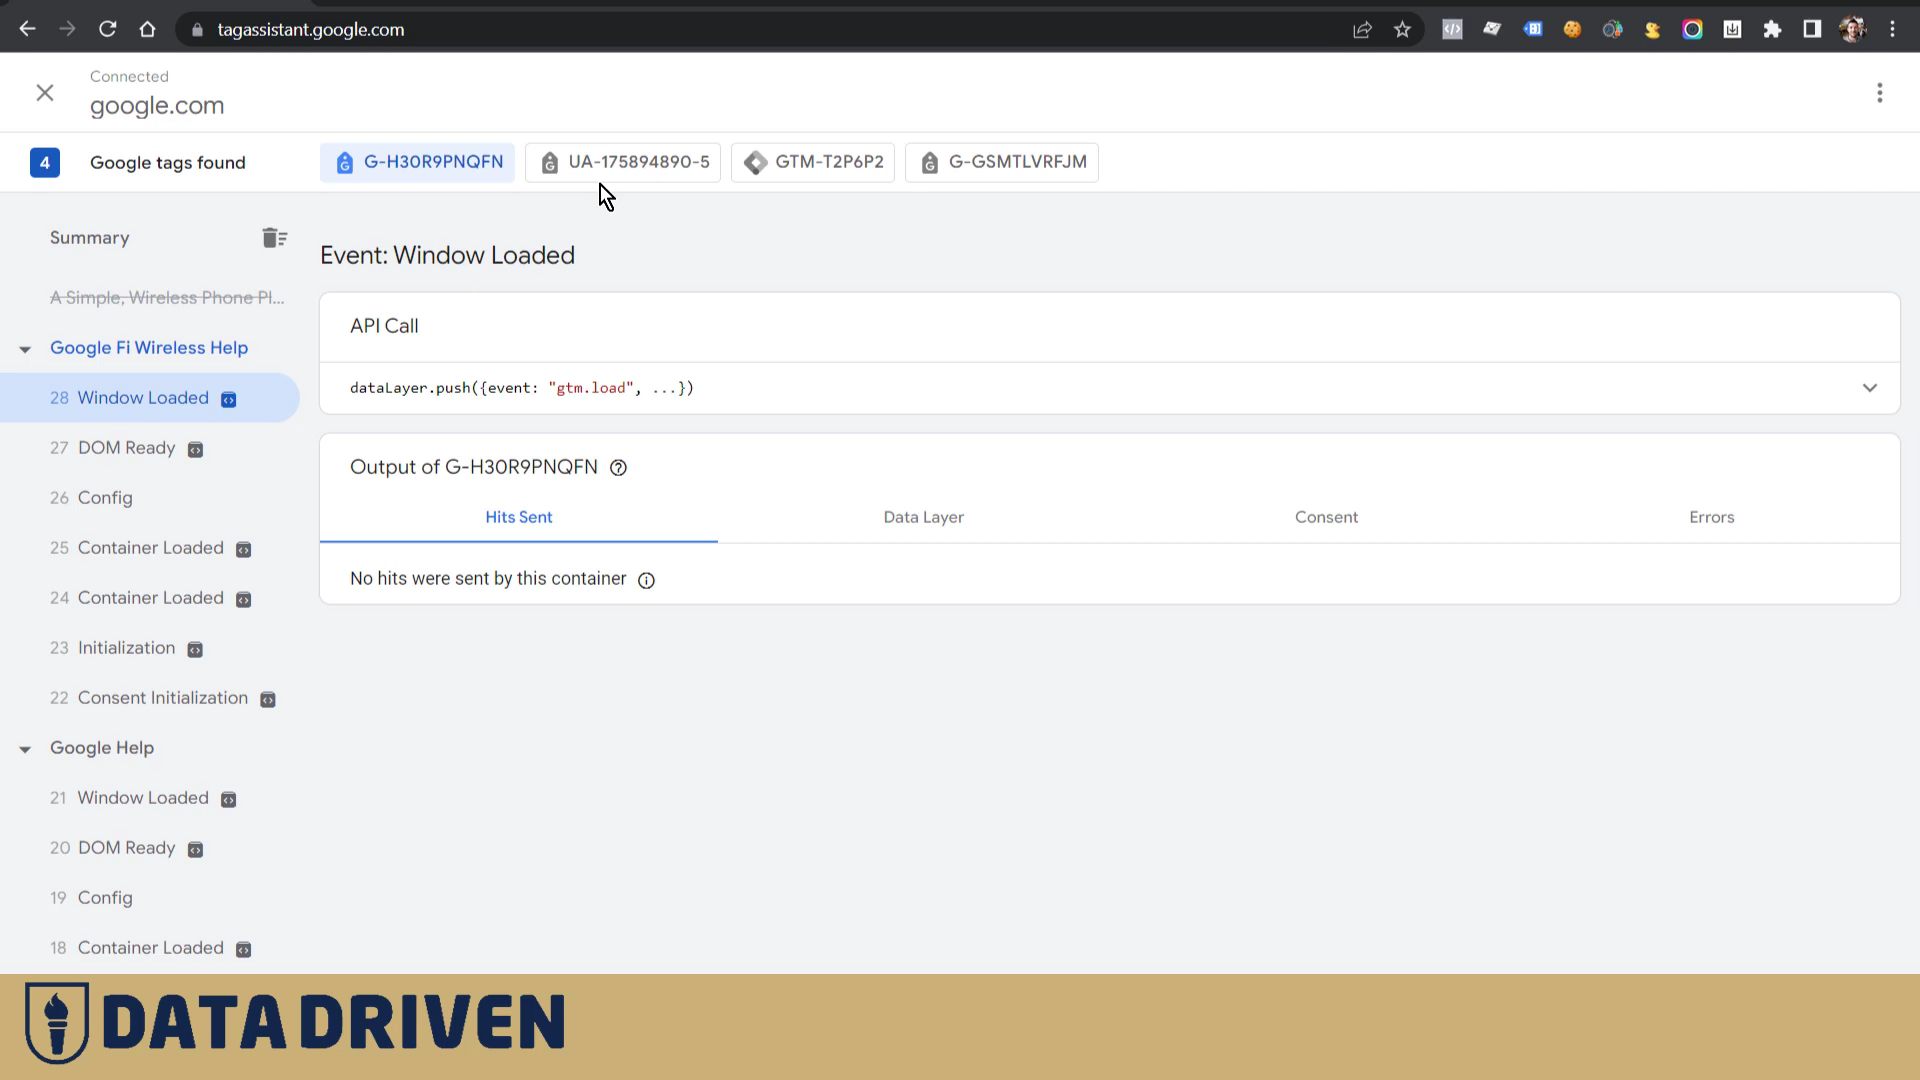 tagassistant.google.com
Connected
google.com
4 Google tags found G-H30R9PNQFN UA-175894890-5 GTM-T2P6P2 G-GSMTLVRFJM
Summary
A Simple, Wireless Phone Pl...
Google Fi Wireless Help
28 Window Loaded
27 DOM Ready
26 Config
25 Container Loaded
24 Container Loaded
23 Initialization
22 Consent Initialization
Google Help
21 Window Loaded
20 DOM Ready
19 Config
18 Container Loaded
Event: Window Loaded
API Call
dataLayer.push({event: "gtm.load", ...})
Output of G-H30R9PNQFN
Hits Sent Data Layer Consent Errors
No hits were sent by this container
DATA DRIVEN